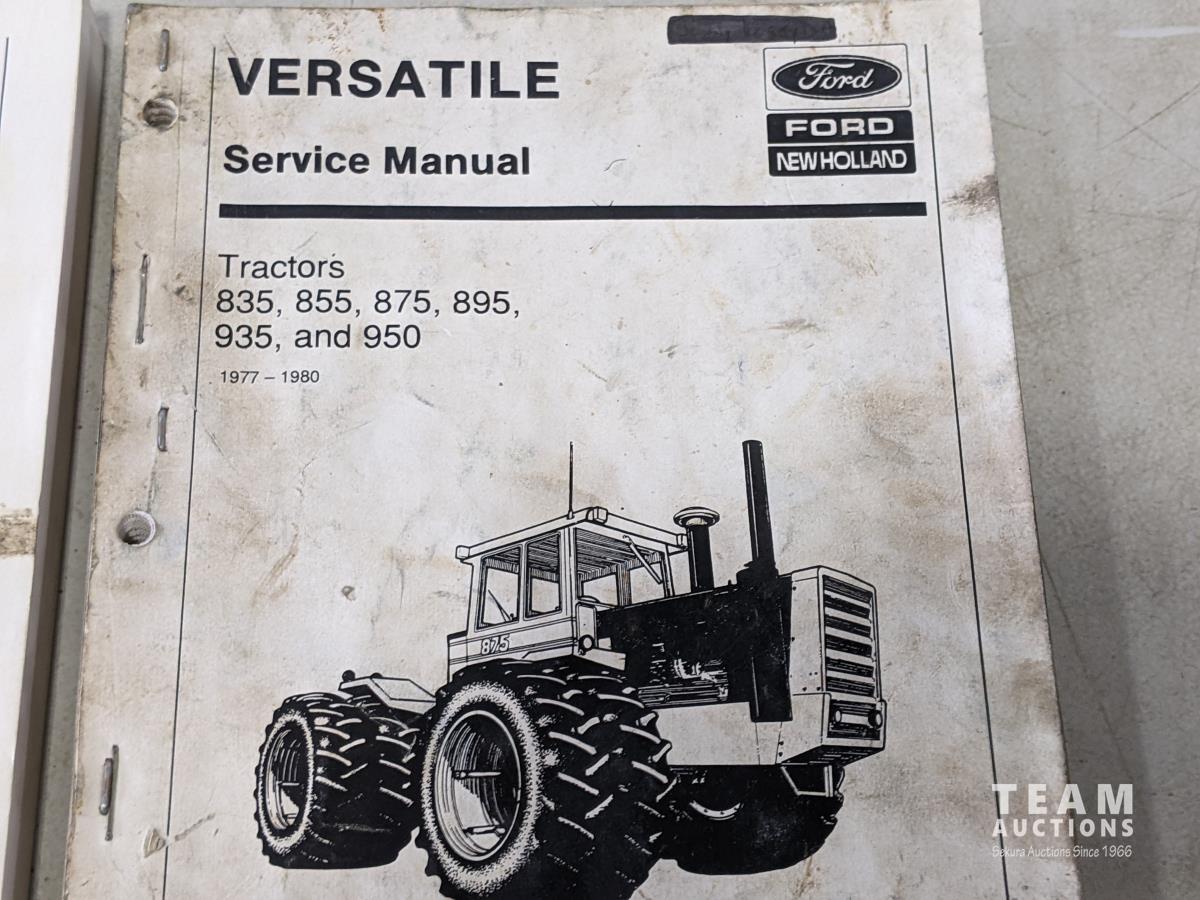 VERSATILE
Service Manual
Ford
FORD
NEW HOLLAND
Tractors
835, 855, 875, 895,
935, and 950
1977 – 1980
875
TEAM
AUCTIONS
Sekura Auctions Since 1966